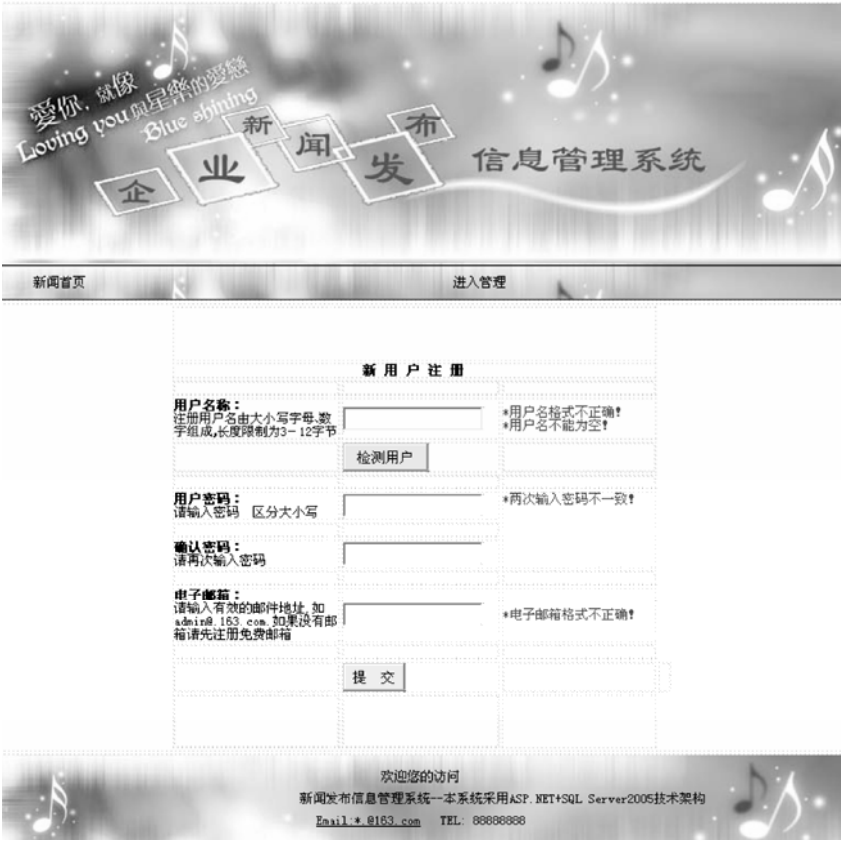 愛你，就像
與星樂的愛戀
Loving you
Blue shining
企业新闻发布
信息管理系统
新闻首页
进入管理
新 用 户 注 册
用户名称：
注册用户名由大小写字母、数
字组成,长度限制为3－12字节
*用户名格式不正确!
*用户名不能为空!
检测用户
用户密码：
请输入密码 区分大小写
*两次输入密码不一致!
确认密码：
请再次输入密码
电子邮箱：
请输入有效的邮件地址,如
admin@.163.com.如果没有邮
箱请先注册免费邮箱
*电子邮箱格式不正确!
提 交
欢迎您的访问
新闻发布信息管理系统--本系统采用ASP.NET+SQL Server2005技术架构
Email:*.@163.com TEL: 88888888